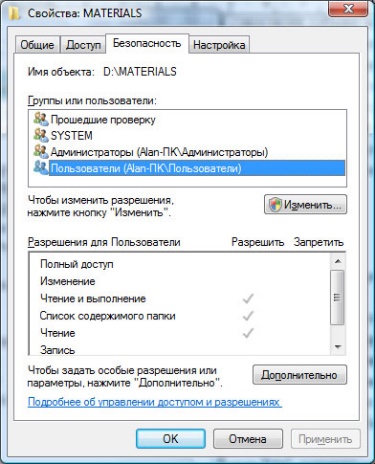 Свойства: MATERIALS
Общие Доступ Безопасность Настройка
Имя объекта: D:\MATERIALS
Группы или пользователи:
Прошедшие проверку
SYSTEM
Администраторы (Alan-ПК\Администраторы)
Пользователи (Alan-ПК\Пользователи)
Чтобы изменить разрешения,
нажмите кнопку "Изменить".
Изменить...
Разрешения для Пользователи Разрешить Запретить
Полный доступ
Изменение
Чтение и выполнение
Список содержимого папки
Чтение
Запись
Чтобы задать особые разрешения или
параметры, нажмите "Дополнительно".
Дополнительно
Подробнее об управлении доступом и разрешениях
OK Отмена Применить